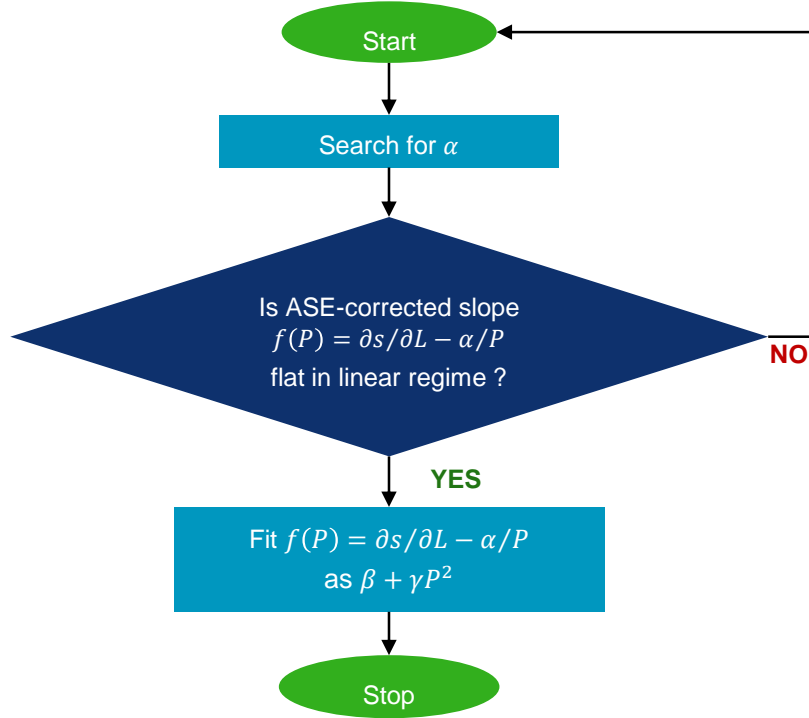 Start
Search for α
Is ASE-corrected slope
f(P) = ∂s/∂L − α/P
flat in linear regime ?
NO
YES
Fit f(P) = ∂s/∂L − α/P
as β + γP²
Stop